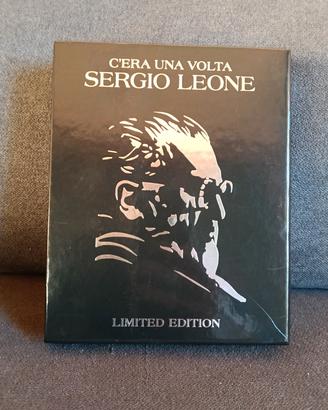 C'ERA UNA VOLTA
SERGIO LEONE
LIMITED EDITION